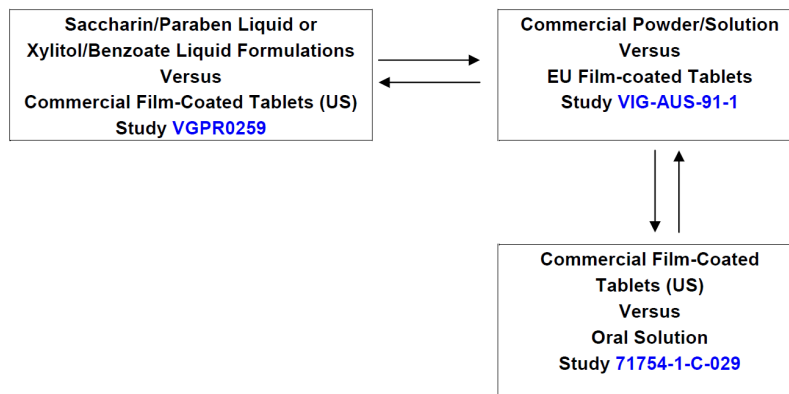 Saccharin/Paraben Liquid or
Xylitol/Benzoate Liquid Formulations
Versus
Commercial Film-Coated Tablets (US)
Study VGPR0259
Commercial Powder/Solution
Versus
EU Film-coated Tablets
Study VIG-AUS-91-1
Commercial Film-Coated
Tablets (US)
Versus
Oral Solution
Study 71754-1-C-029